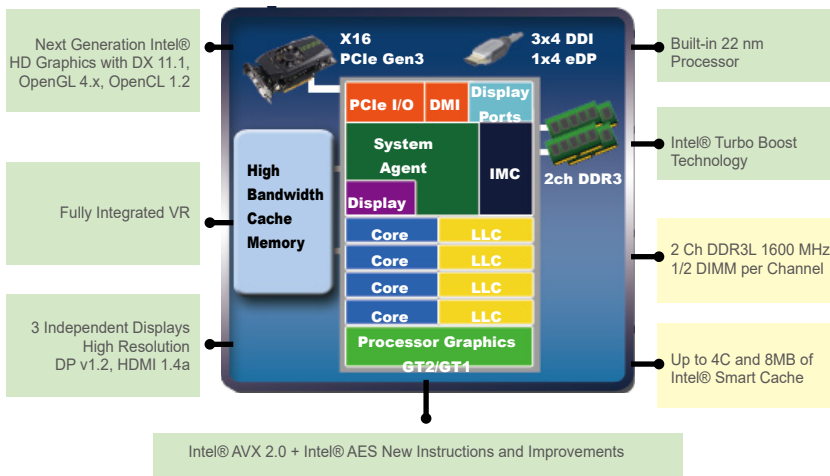 Next Generation Intel®
HD Graphics with DX 11.1,
OpenGL 4.x, OpenCL 1.2
Fully Integrated VR
3 Independent Displays
High Resolution
DP v1.2, HDMI 1.4a
X16
PCIe Gen3
3x4 DDI
1x4 eDP
PCIe I/O
DMI
Display
Ports
System
Agent
IMC
Display
2ch DDR3
High
Bandwidth
Cache
Memory
Core
LLC
Core
LLC
Core
LLC
Core
LLC
Processor Graphics
GT2/GT1
Built-in 22 nm
Processor
Intel® Turbo Boost
Technology
2 Ch DDR3L 1600 MHz
1/2 DIMM per Channel
Up to 4C and 8MB of
Intel® Smart Cache
Intel® AVX 2.0 + Intel® AES New Instructions and Improvements